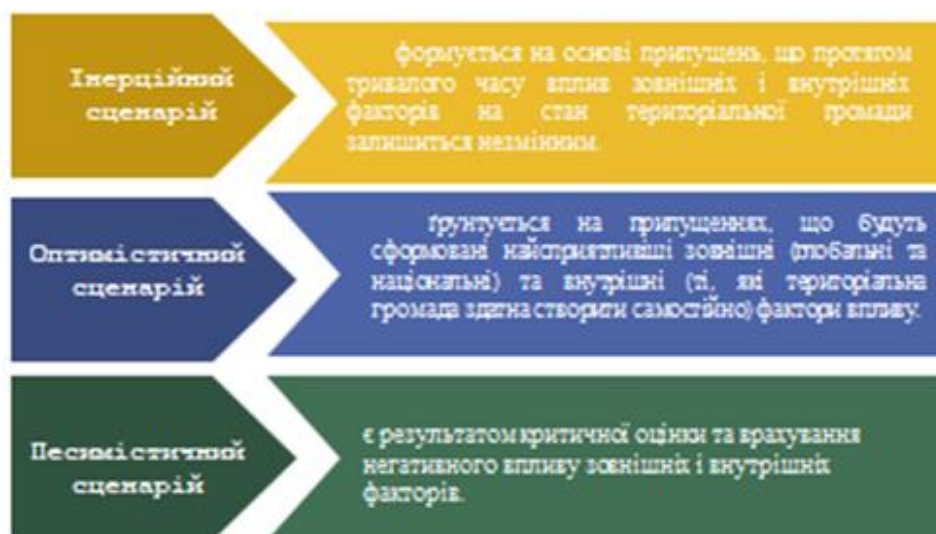 Інерційний
сценарій
формується на основі припущень, що протягом
тривалого часу вплив зовнішніх і внутрішніх
факторів на стан територіальної громади
залишиться незмінним.
Оптимістичний
сценарій
ґрунтується на припущеннях, що будуть
сформовані найсприятливіші зовнішні (глобальні та
національні) та внутрішні (ті, які територіальна
громада здатна створити самостійно) фактори впливу.
Песимістичний
сценарій
є результатом критичної оцінки та врахування
негативного впливу зовнішніх і внутрішніх
факторів.